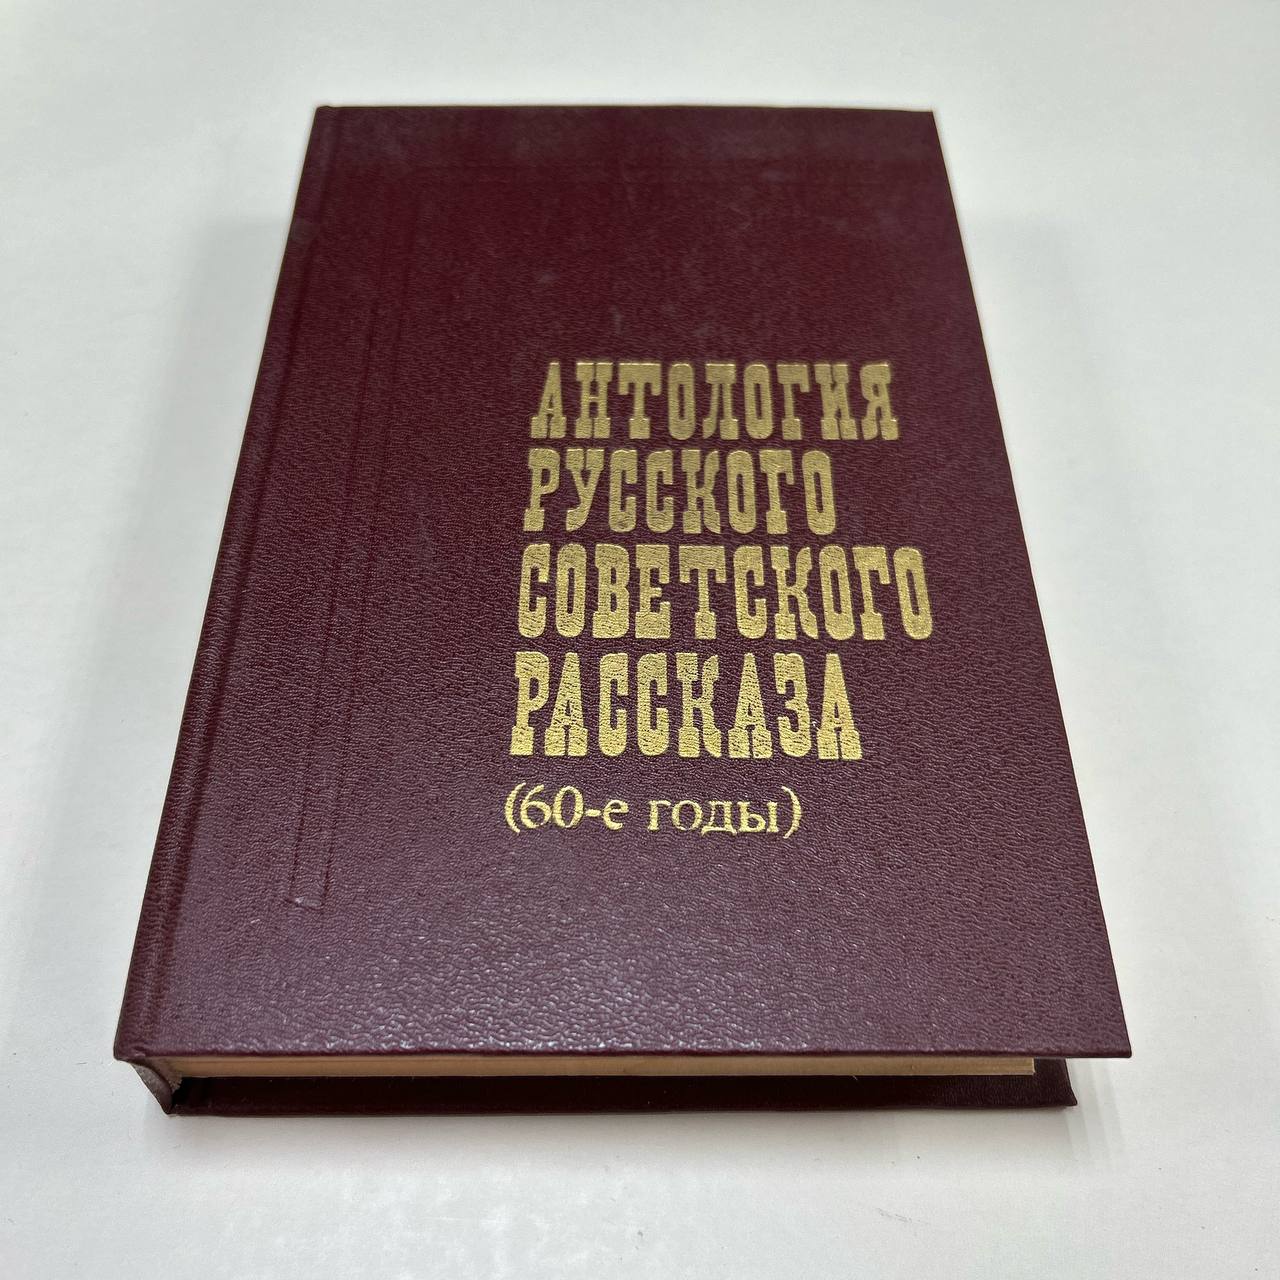 АНТОЛОГИЯ
РУССКОГО
СОВЕТСКОГО
РАССКАЗА
(60-е годы)